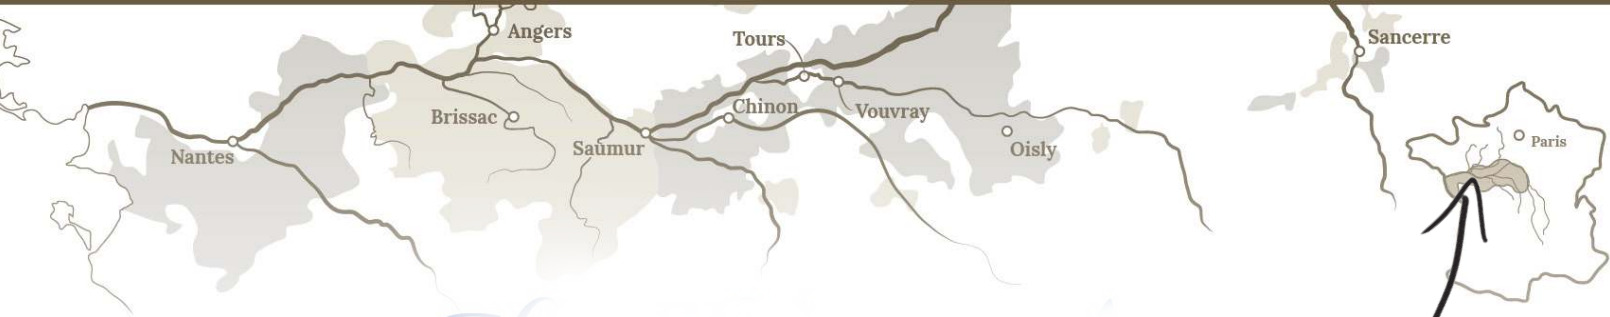 Angers
Tours
Sancerre
Brissac
Chinon
Vouvray
Paris
Nantes
Saumur
Oisly